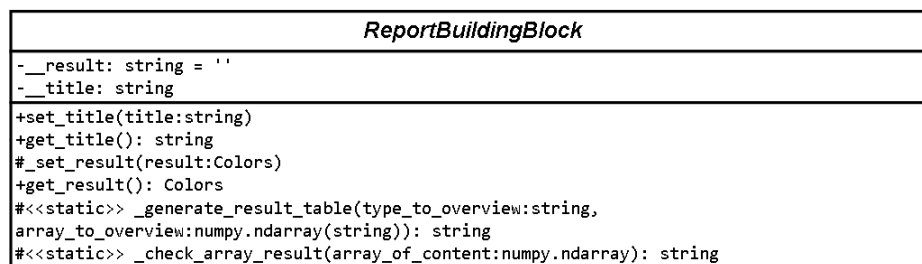 ReportBuildingBlock
-__result: string = ''
-__title: string
+set_title(title:string)
+get_title(): string
#_set_result(result:Colors)
+get_result(): Colors
#<<static>> _generate_result_table(type_to_overview:string,
array_to_overview:numpy.ndarray(string)): string
#<<static>> _check_array_result(array_of_content:numpy.ndarray): string